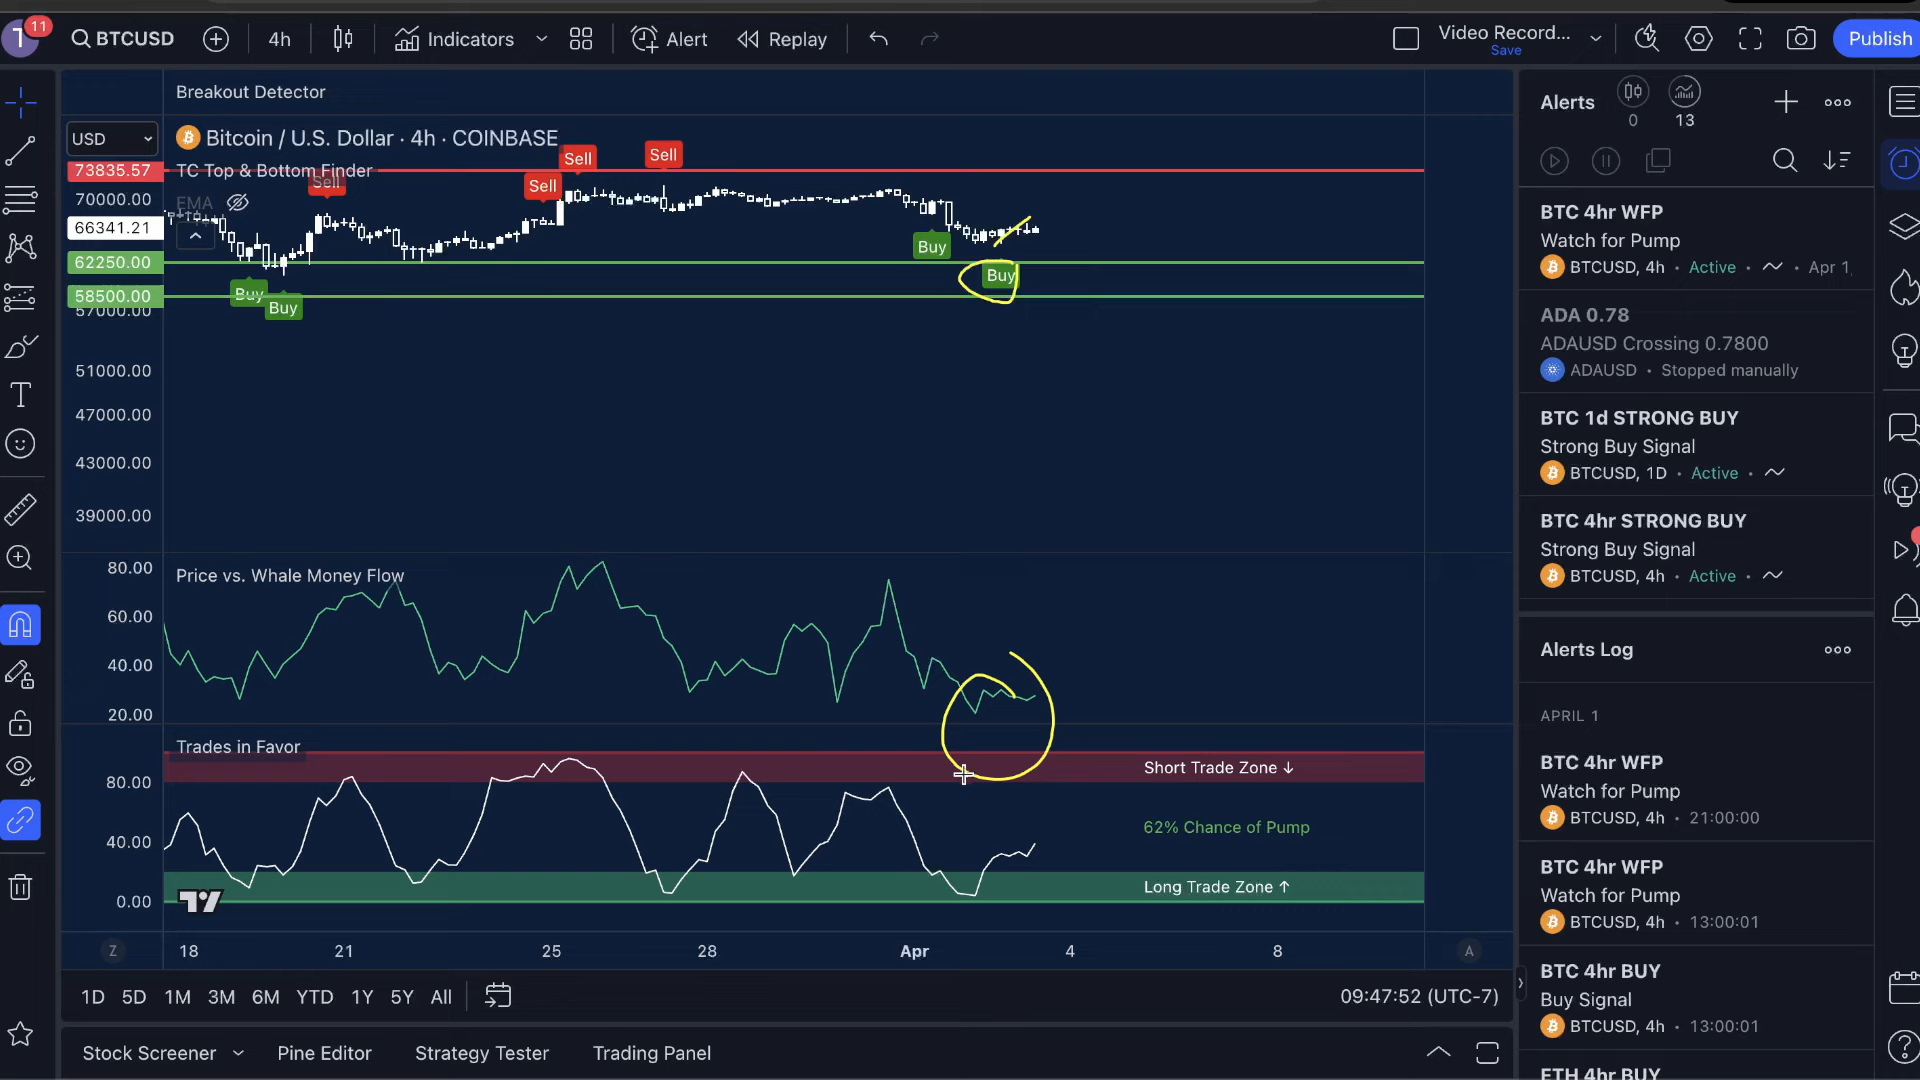 T
11
BTCUSD
4h
Indicators
Alert
Replay
Video Record...
Save
Publish
Breakout Detector
USD
Bitcoin / U.S. Dollar · 4h · COINBASE
TC Top & Bottom Finder
EMA
73835.57
70000.00
66341.21
62250.00
58500.00
57000.00
51000.00
47000.00
43000.00
39000.00
Sell
Sell
Sell
Sell
Buy
Buy
Buy
Buy
80.00
60.00
40.00
20.00
Price vs. Whale Money Flow
Trades in Favor
80.00
40.00
0.00
Short Trade Zone ↓
62% Chance of Pump
Long Trade Zone ↑
Z
18
21
25
28
Apr
4
8
A
1D
5D
1M
3M
6M
YTD
1Y
5Y
All
09:47:52 (UTC-7)
Stock Screener
Pine Editor
Strategy Tester
Trading Panel
Alerts
0
13
BTC 4hr WFP
Watch for Pump
BTCUSD, 4h • Active • Apr 1,
ADA 0.78
ADAUSD Crossing 0.7800
ADAUSD • Stopped manually
BTC 1d STRONG BUY
Strong Buy Signal
BTCUSD, 1D • Active •
BTC 4hr STRONG BUY
Strong Buy Signal
BTCUSD, 4h • Active •
Alerts Log
APRIL 1
BTC 4hr WFP
Watch for Pump
BTCUSD, 4h • 21:00:00
BTC 4hr WFP
Watch for Pump
BTCUSD, 4h • 13:00:01
BTC 4hr BUY
Buy Signal
BTCUSD, 4h • 13:00:01
ETH 4hr BUY